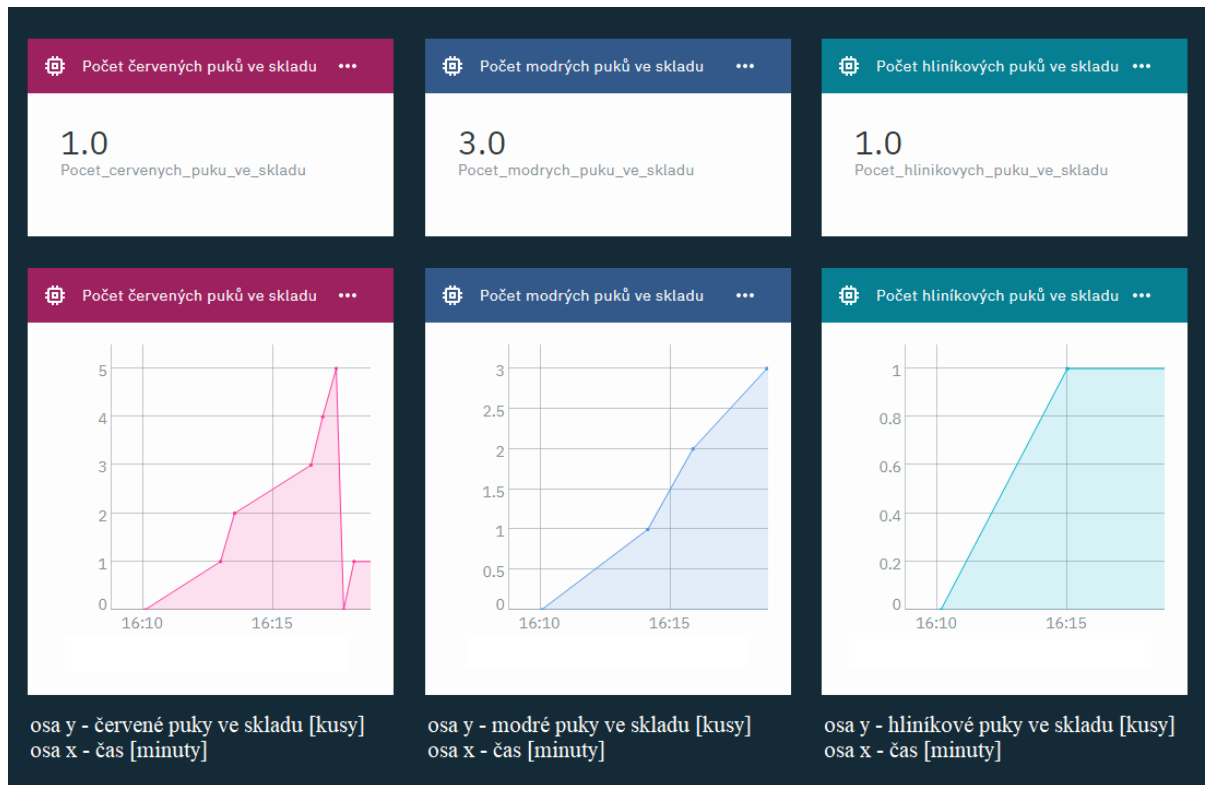 Počet červených puků ve skladu
Počet modrých puků ve skladu
Počet hliníkových puků ve skladu
1.0
Pocet_cervenych_puku_ve_skladu
3.0
Pocet_modrych_puku_ve_skladu
1.0
Pocet_hlinikovych_puku_ve_skladu
Počet červených puků ve skladu
5
4
3
2
1
0
16:10 16:15
Počet modrých puků ve skladu
3
2.5
2
1.5
1
0.5
0
16:10 16:15
Počet hliníkových puků ve skladu
1
0.8
0.6
0.4
0.2
0
16:10 16:15
osa y - červené puky ve skladu [kusy]
osa x - čas [minuty]
osa y - modré puky ve skladu [kusy]
osa x - čas [minuty]
osa y - hliníkové puky ve skladu [kusy]
osa x - čas [minuty]